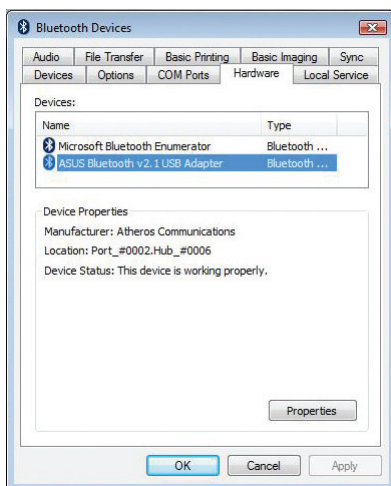 Bluetooth Devices
Audio File Transfer Basic Printing Basic Imaging Sync
Devices Options COM Ports Hardware Local Service
Devices:
Name Type
Microsoft Bluetooth Enumerator Bluetooth ...
ASUS Bluetooth v2.1 USB Adapter Bluetooth ...
Device Properties
Manufacturer: Atheros Communications
Location: Port_#0002.Hub_#0006
Device Status: This device is working properly.
Properties
OK Cancel Apply